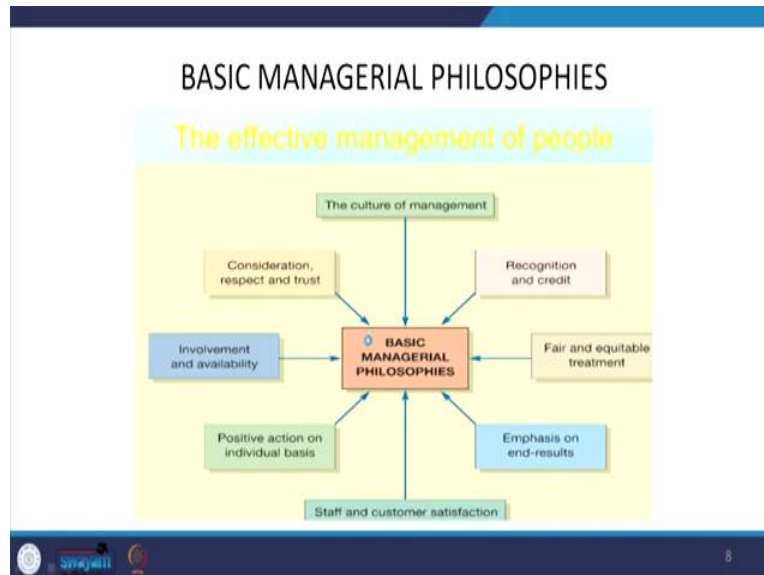 BASIC MANAGERIAL PHILOSOPHIES
The effective management of people
The culture of management
Consideration,
respect and trust
Recognition
and credit
Involvement
and availability
BASIC
MANAGERIAL
PHILOSOPHIES
Fair and equitable
treatment
Positive action on
individual basis
Emphasis on
end-results
Staff and customer satisfaction
swayam
8